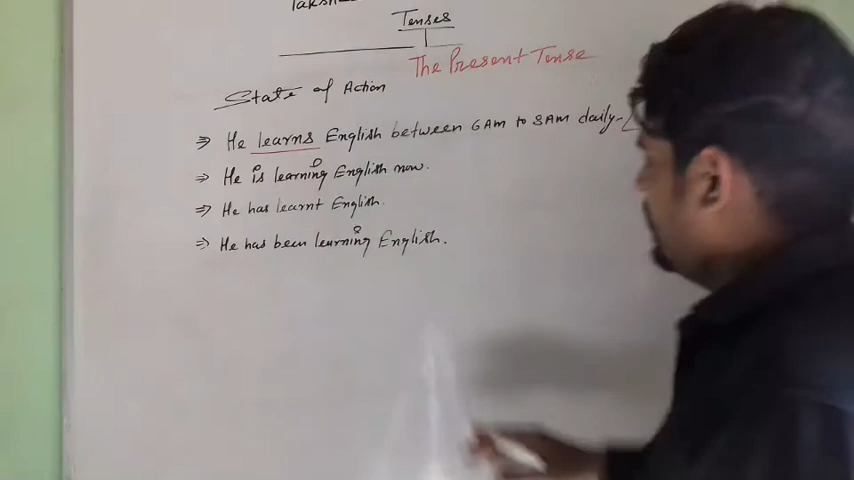 Tenses
The Present Tense
State of Action
⇒ He learns English between 6AM to 8AM daily-
⇒ He is learning English now.
⇒ He has learnt English.
⇒ He has been learning English.